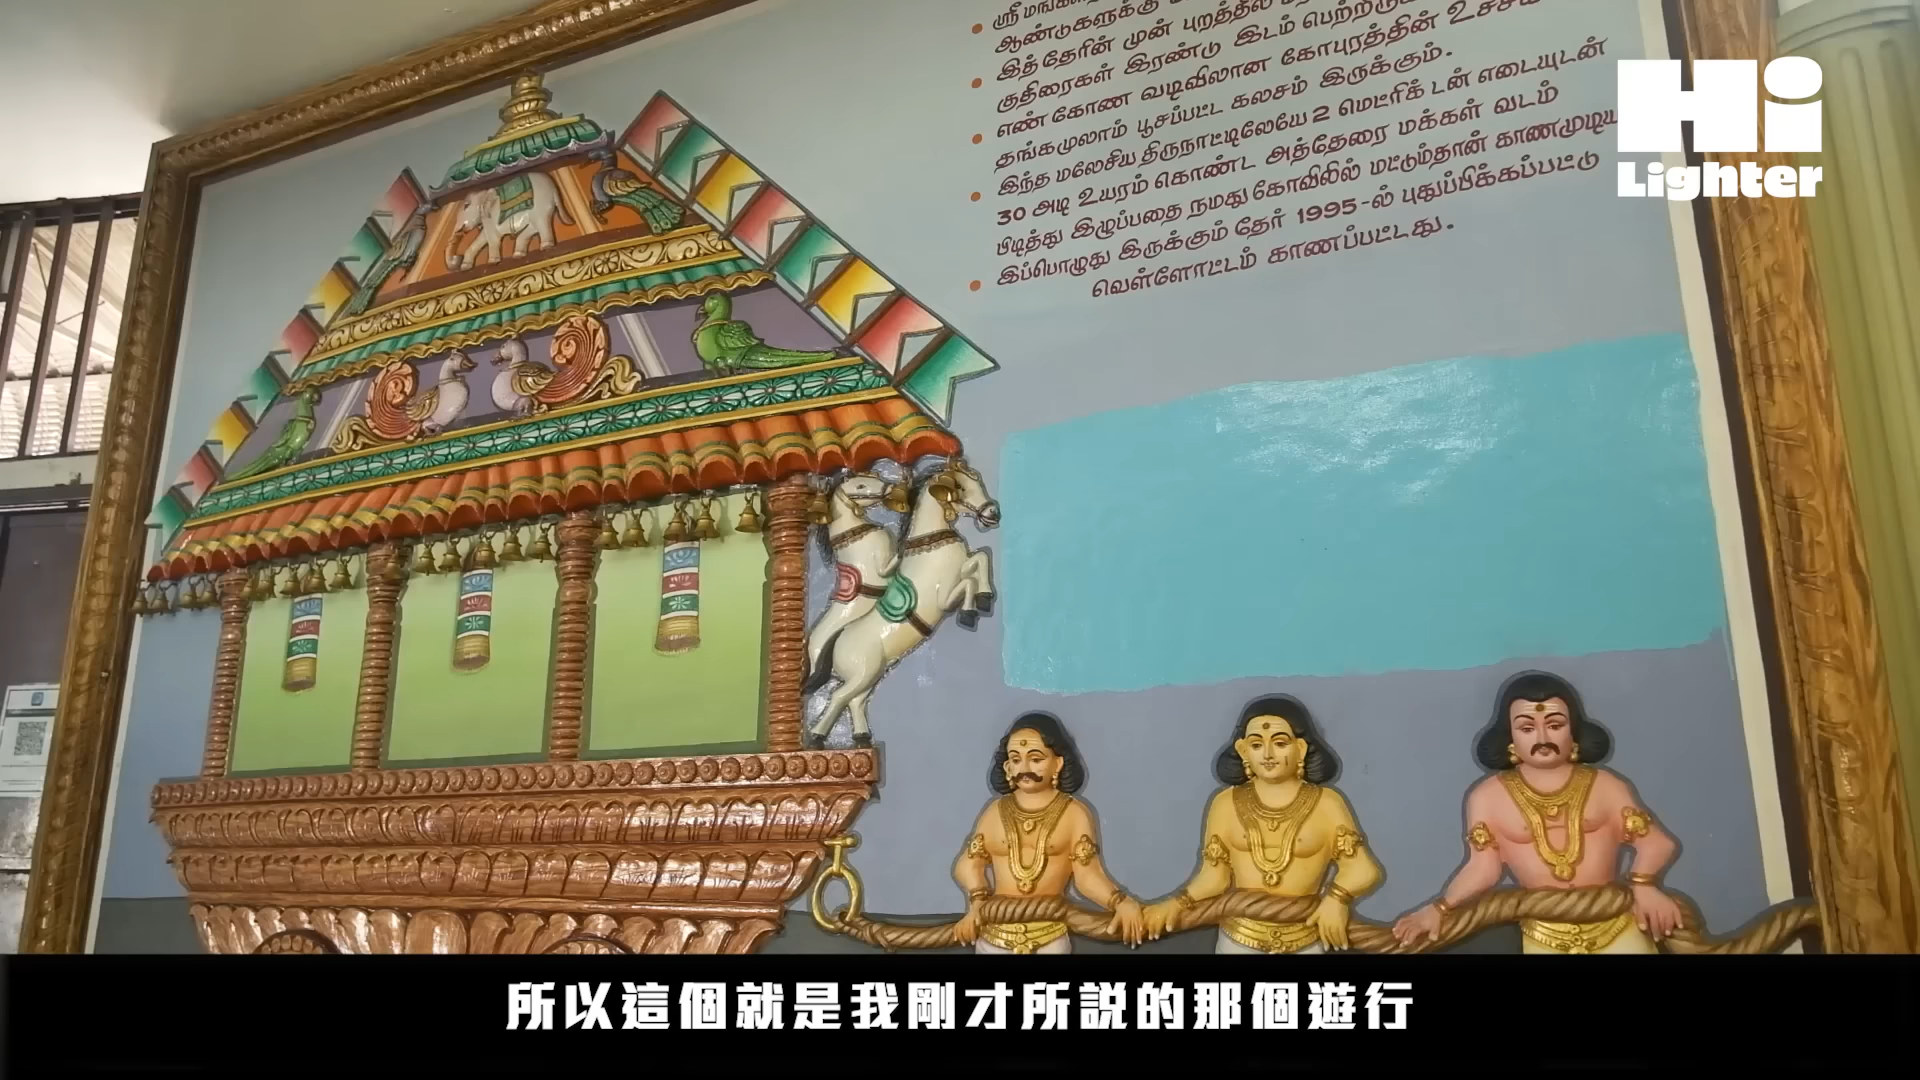 ஸ்ரீ
ஆண்டுகளுக்கு
இத்தேரின் முன் புறத்தில்
குதிரைகள் இரண்டு இடம்
எண் கோண வடிவிலான கோபுரத்தின்
தங்கமுலாம் பூசப்பட்ட கலசம் இருக்கும்.
இந்த மலேசிய திருநாட்டிலேயே 2 மெட்ரிக் டன் எடையுடன்
30 அடி உயரம் கொண்ட அத்தேரை மக்கள் வடம்
பிடித்து இழுப்பதை நமது கோவிலில் மட்டும்தான்
இப்பொழுது இருக்கும் தேர் 1995-ல் புதுப்பிக்கப்பட்டு
வெள்ளோட்டம் காணப்பட்டது.
Hi
Lighter
所以這個就是我剛才所説的那個遊行